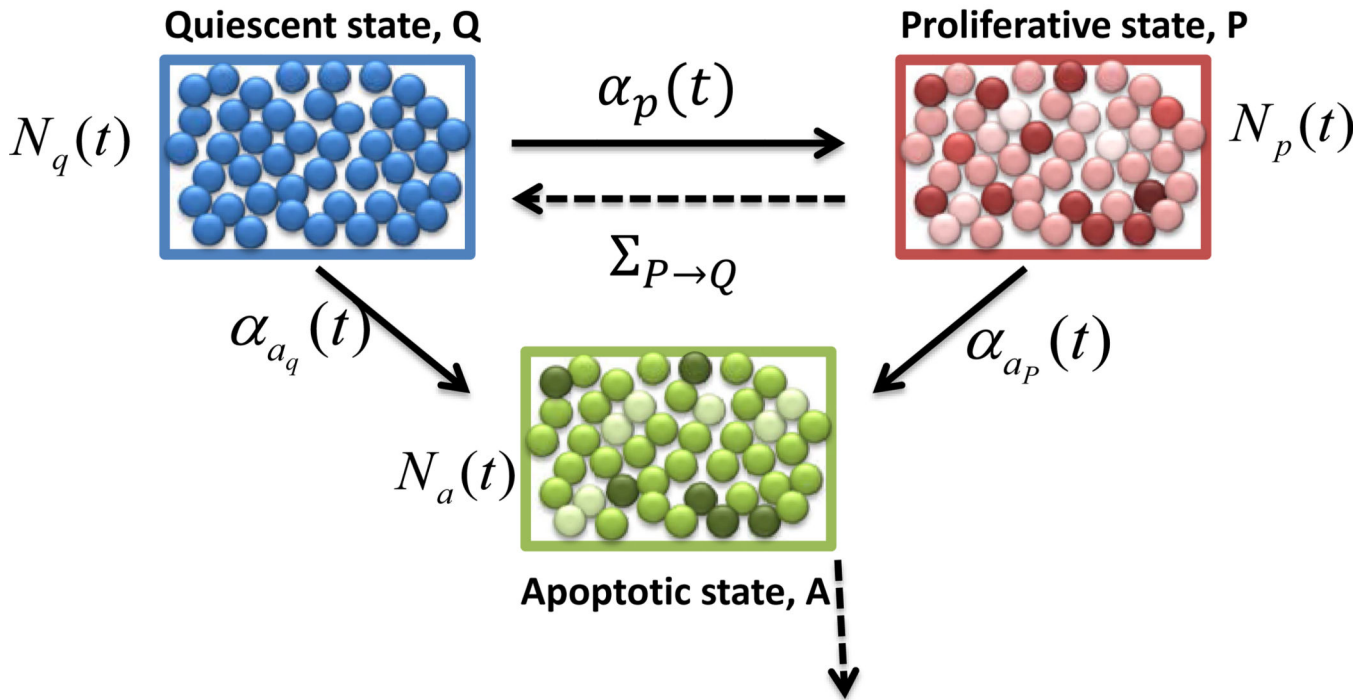 Quiescent state, Q
Proliferative state, P
N_q(t)
α_p(t)
N_p(t)
Σ_{P→Q}
α_{a_q}(t)
α_{a_P}(t)
N_a(t)
Apoptotic state, A